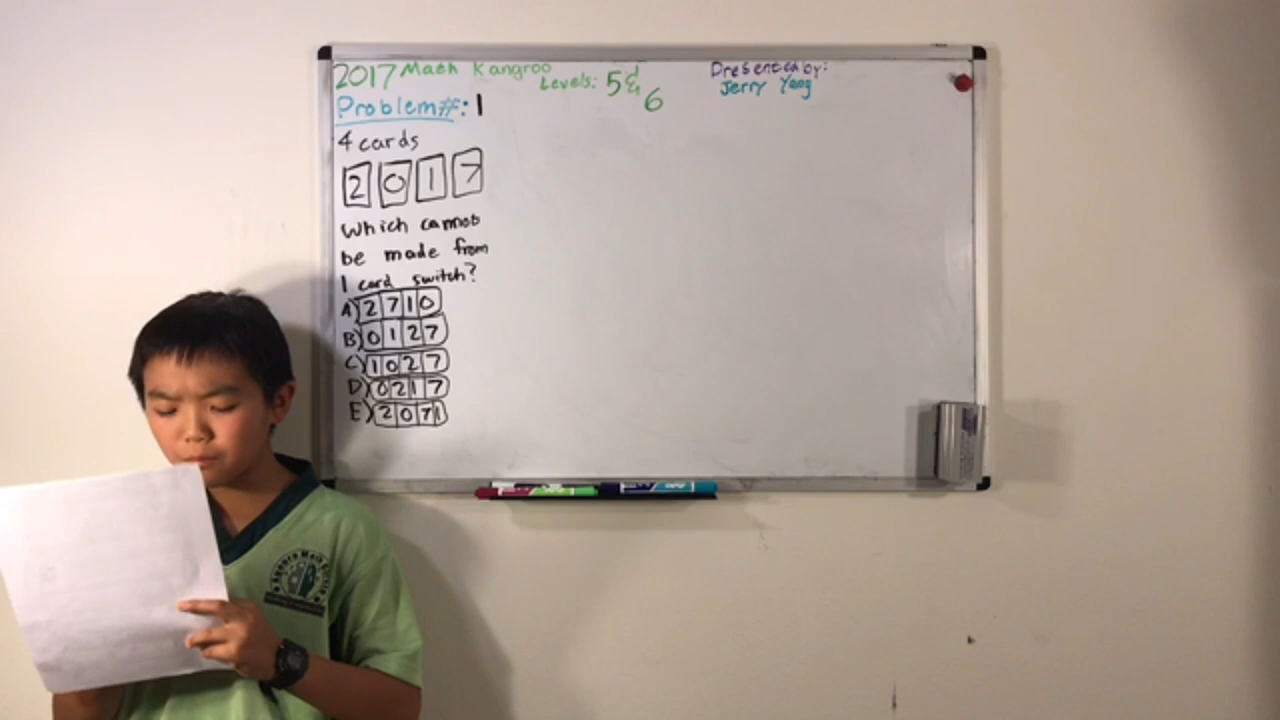 2017 Math Kangroo
Levels: 5 & 6
Presented by:
Jerry Yang
Problem #: 1
4 cards
2 0 1 7
Which cannot
be made from
1 card switch?
A) 2 7 1 0
B) 0 1 2 7
C) 1 0 2 7
D) 0 2 1 7
E) 2 0 7 1